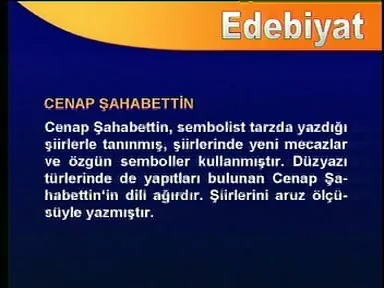 Edebiyat
CENAP ŞAHABETTİN
Cenap Şahabettin, sembolist tarzda yazdığı
şiirlerle tanınmış, şiirlerinde yeni mecazlar
ve özgün semboller kullanmıştır. Düzyazı
türlerinde de yapıtları bulunan Cenap Şa-
habettin'in dili ağırdır. Şiirlerini aruz ölçü-
süyle yazmıştır.